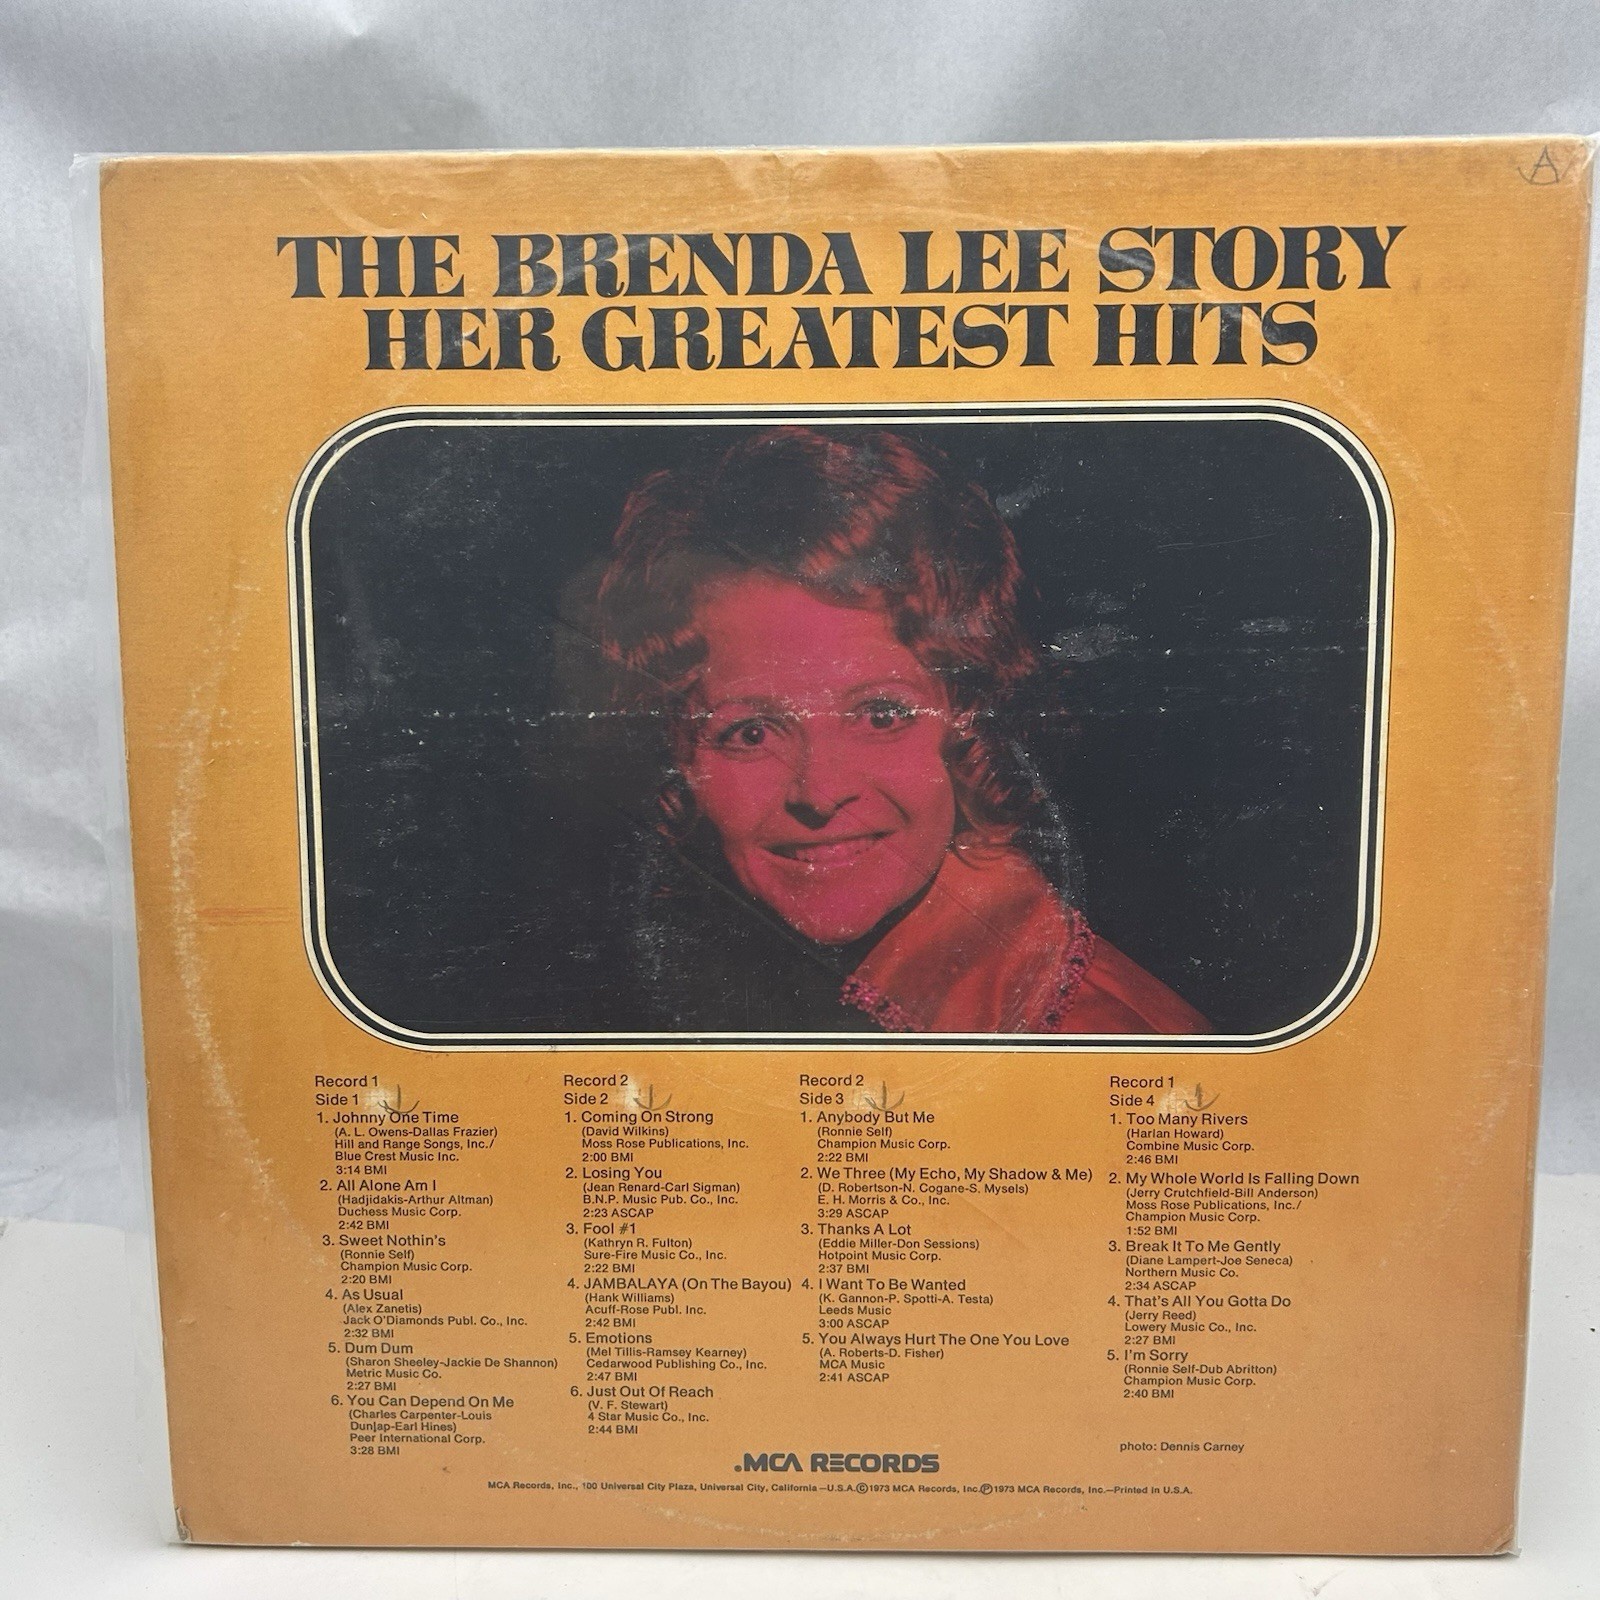 A
THE BRENDA LEE STORY
HER GREATEST HITS
Record 1
Side 1
1. Johnny One Time
(A. L. Owens-Dallas Frazier)
Hill and Range Songs, Inc./
Blue Crest Music Inc.
3:14 BMI
2. All Alone Am I
(Hadjidakis-Arthur Altman)
Duchess Music Corp.
2:42 BMI
3. Sweet Nothin's
(Ronnie Self)
Champion Music Corp.
2:20 BMI
4. As Usual
(Alex Zanetis)
Jack O'Diamonds Publ. Co., Inc.
2:32 BMI
5. Dum Dum
(Sharon Sheeley-Jackie De Shannon)
Metric Music Co.
2:27 BMI
6. You Can Depend On Me
(Charles Carpenter-Louis
Dunlap-Earl Hines)
Peer International Corp.
3:28 BMI
Record 2
Side 2
1. Coming On Strong
(David Wilkins)
Moss Rose Publications, Inc.
2:00 BMI
2. Losing You
(Jean Renard-Carl Sigman)
B.N.P. Music Pub. Co., Inc.
2:23 ASCAP
3. Fool #1
(Kathryn R. Fulton)
Sure-Fire Music Co., Inc.
2:22 BMI
4. JAMBALAYA (On The Bayou)
(Hank Williams)
Acuff-Rose Publ. Inc.
2:42 BMI
5. Emotions
(Mel Tillis-Ramsey Kearney)
Cedarwood Publishing Co., Inc.
2:47 BMI
6. Just Out Of Reach
(V. F. Stewart)
4 Star Music Co., Inc.
2:44 BMI
Record 2
Side 3
1. Anybody But Me
(Ronnie Self)
Champion Music Corp.
2:22 BMI
2. We Three (My Echo, My Shadow & Me)
(D. Robertson-N. Cogane-S. Mysels)
E. H. Morris & Co., Inc.
3:29 ASCAP
3. Thanks A Lot
(Eddie Miller-Don Sessions)
Hotpoint Music Corp.
2:37 BMI
4. I Want To Be Wanted
(K. Gannon-P. Spotti-A. Testa)
Leeds Music
3:00 ASCAP
5. You Always Hurt The One You Love
(A. Roberts-D. Fisher)
MCA Music
2:41 ASCAP
Record 1
Side 4
1. Too Many Rivers
(Harlan Howard)
Combine Music Corp.
2:46 BMI
2. My Whole World Is Falling Down
(Jerry Crutchfield-Bill Anderson)
Moss Rose Publications, Inc./
Champion Music Corp.
1:52 BMI
3. Break It To Me Gently
(Diane Lampert-Joe Seneca)
Northern Music Co.
2:34 ASCAP
4. That's All You Gotta Do
(Jerry Reed)
Lowery Music Co., Inc.
2:27 BMI
5. I'm Sorry
(Ronnie Self-Dub Abritton)
Champion Music Corp.
2:40 BMI
photo: Dennis Carney
.MCA RECORDS
MCA Records, Inc., 100 Universal City Plaza, Universal City, California—U.S.A.Ⓒ1973 MCA Records, Inc.Ⓟ1973 MCA Records, Inc.—Printed in U.S.A.